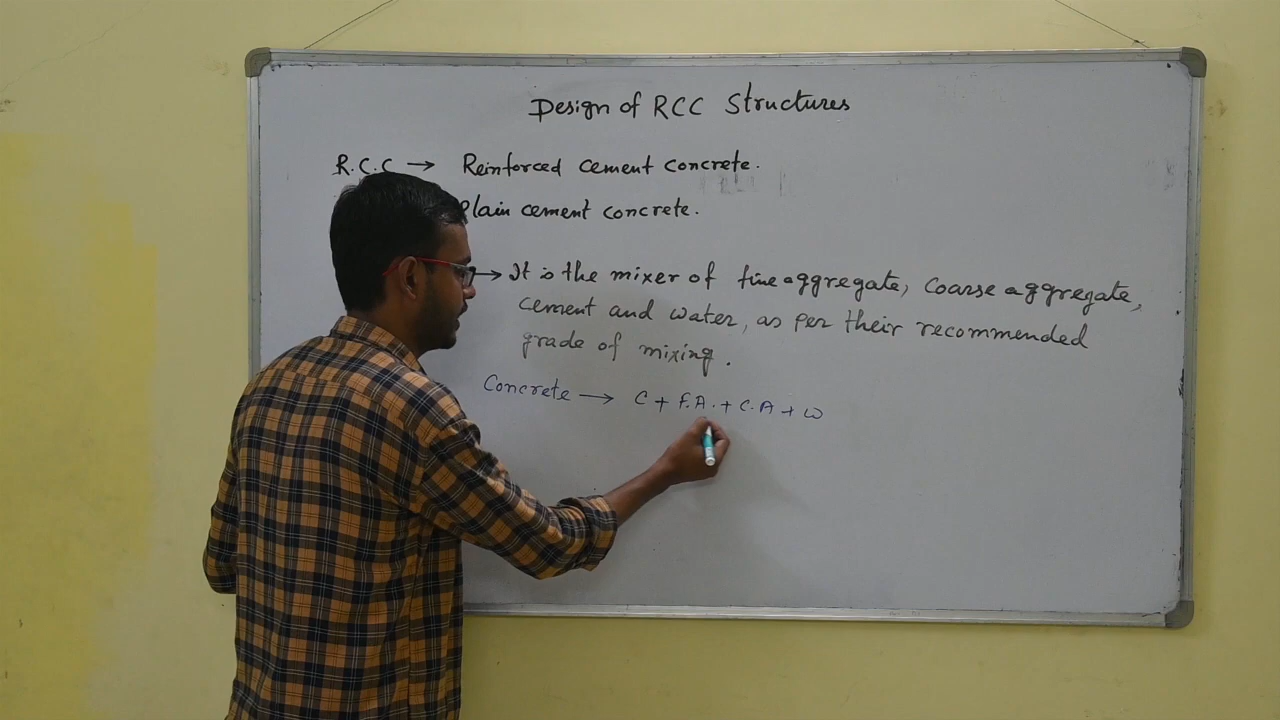 Design of RCC Structures
R.C.C → Reinforced cement concrete.
Plain cement concrete.
→ It is the mixer of fine aggregate, Coarse aggregate,
cement and water, as per their recommended
grade of mixing.
Concrete → C + F.A. + C.A + W